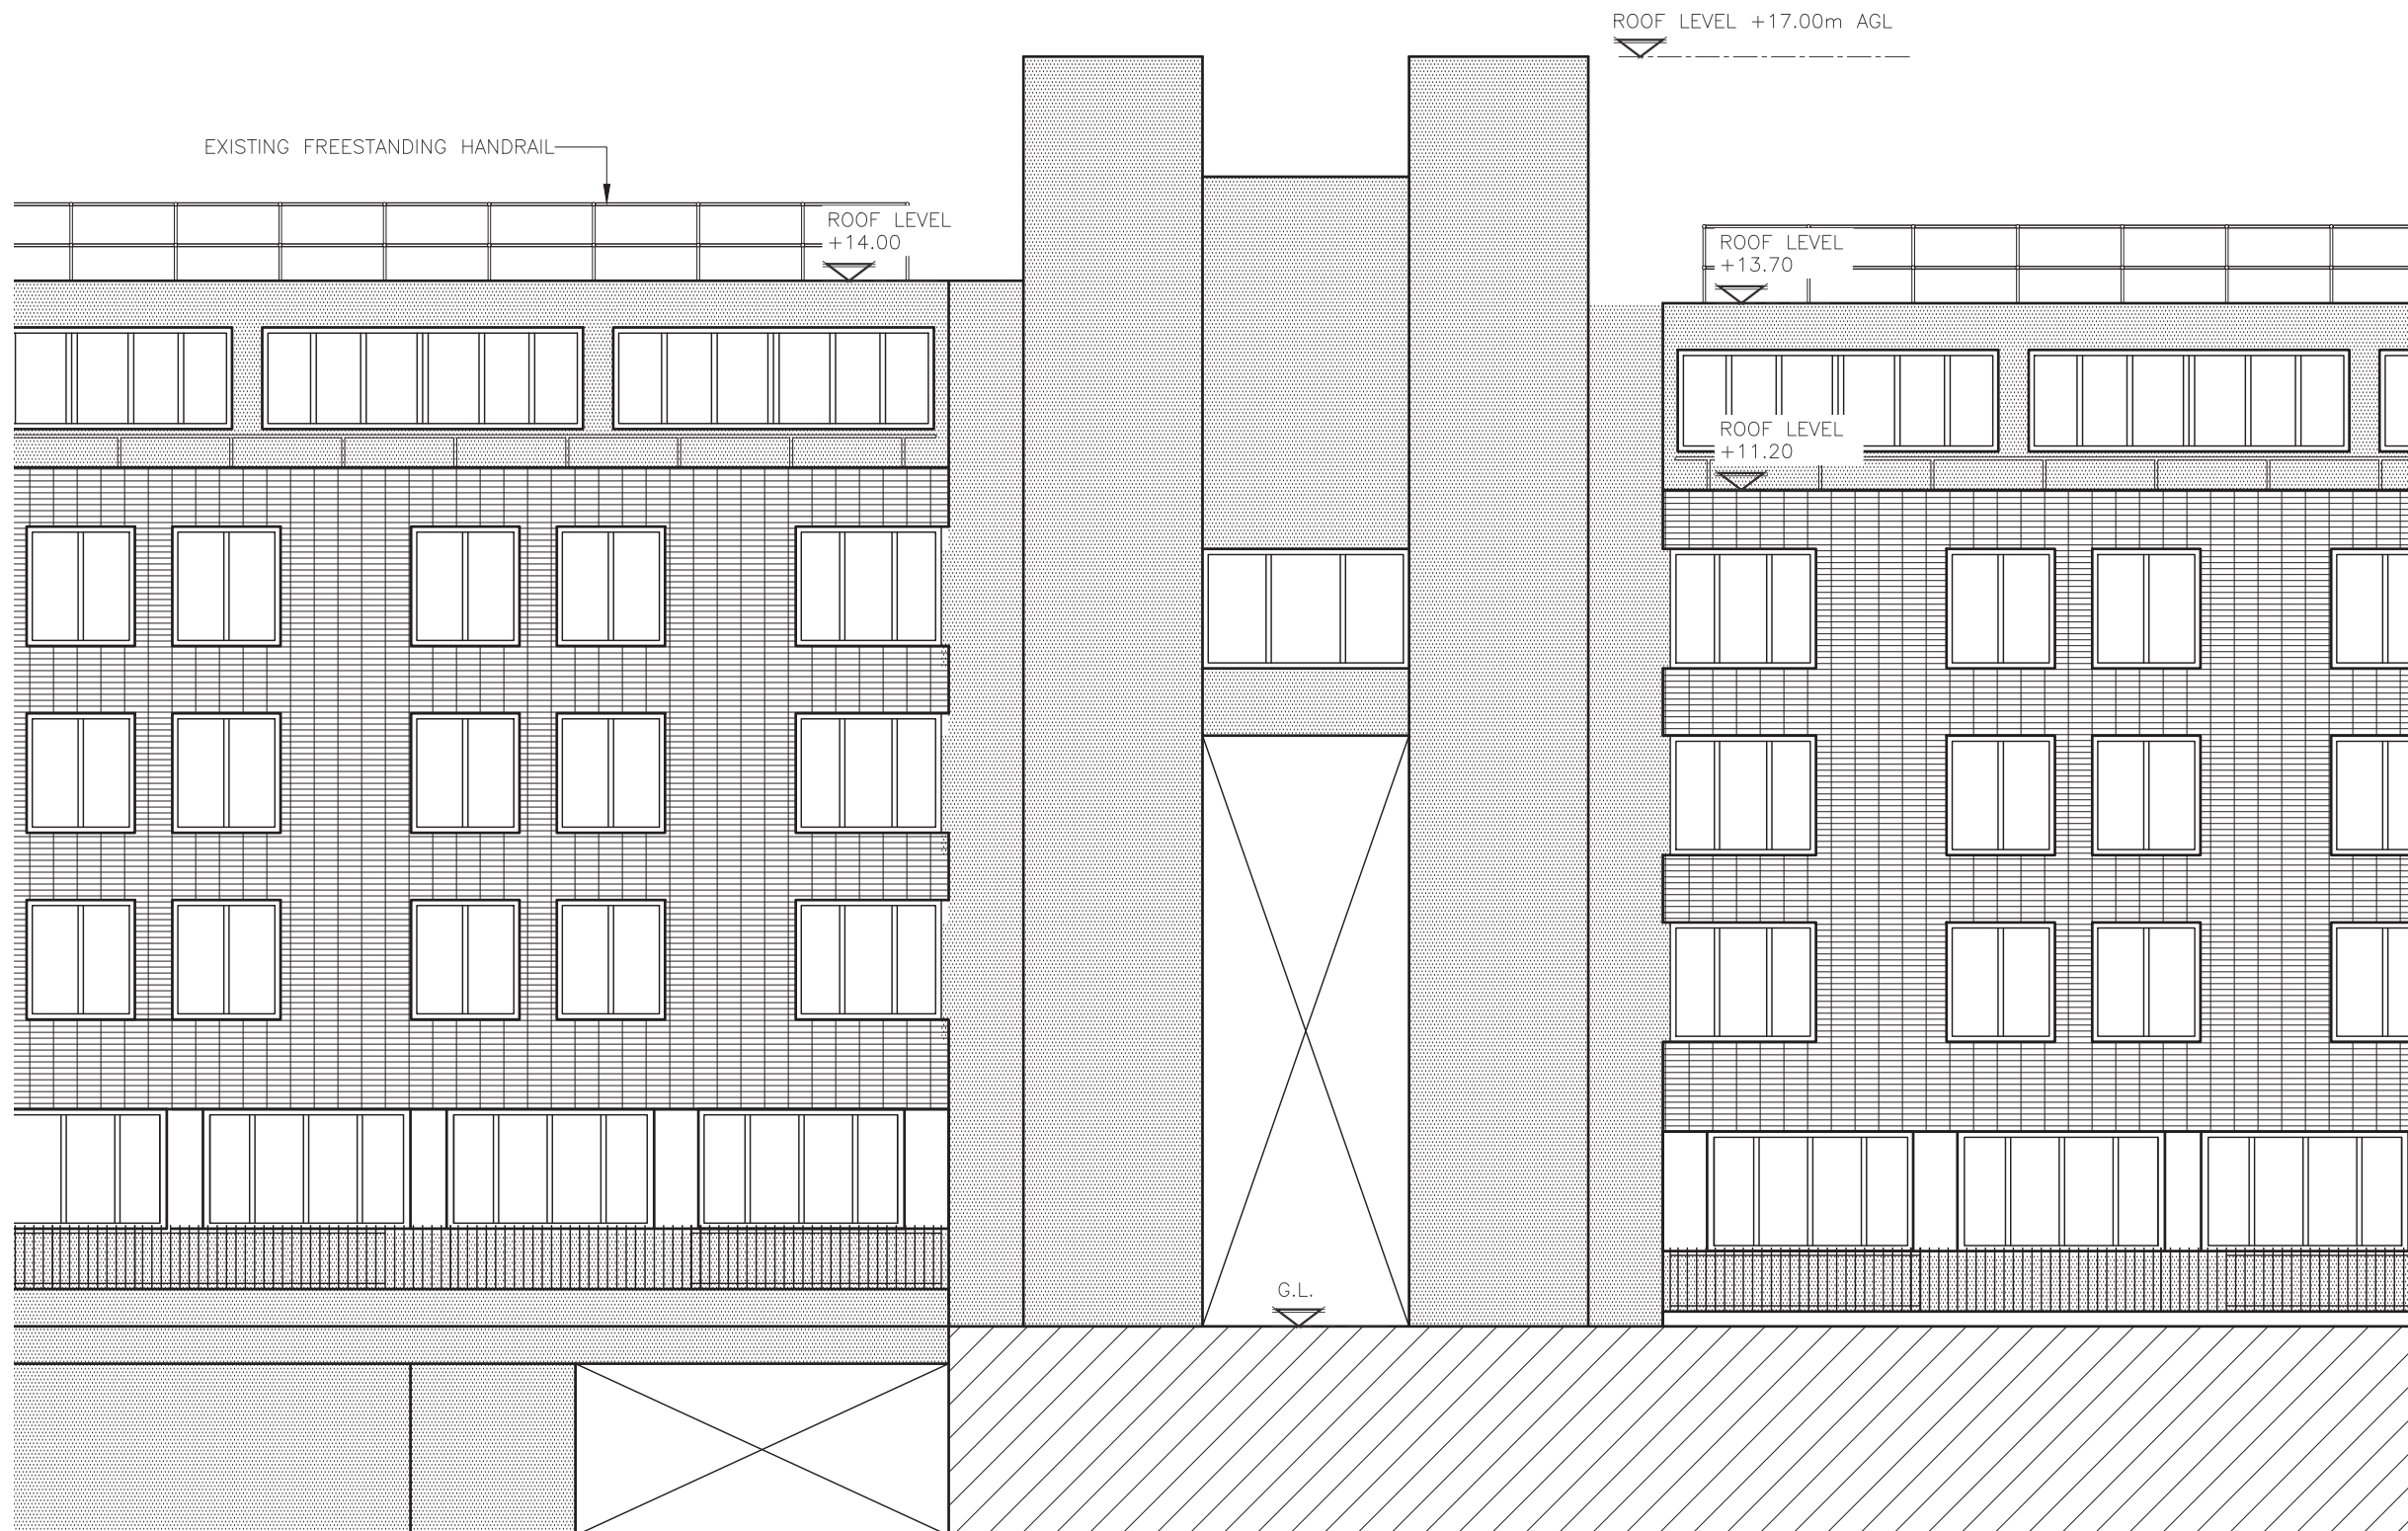 ROOF LEVEL +17.00m AGL
EXISTING FREESTANDING HANDRAIL
ROOF LEVEL
+14.00
ROOF LEVEL
+13.70
ROOF LEVEL
+11.20
G.L.